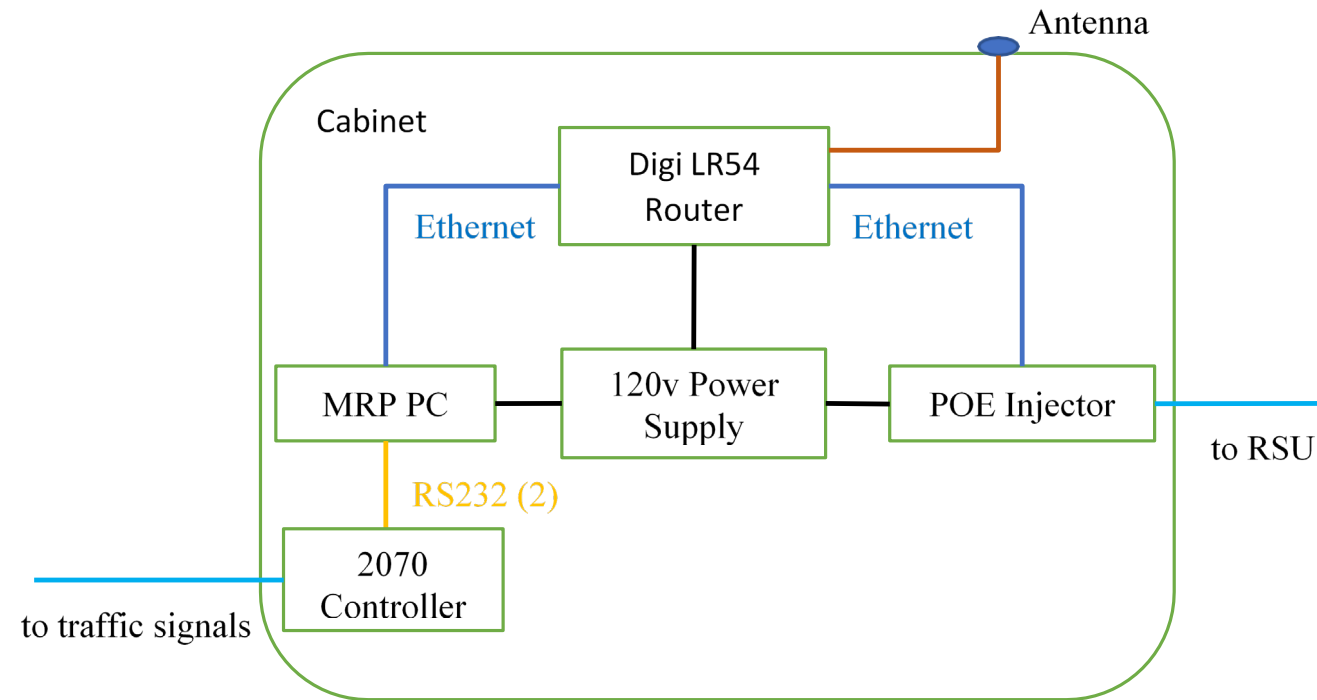 Antenna
Cabinet
Digi LR54
Router
Ethernet
Ethernet
MRP PC
120v Power
Supply
POE Injector
to RSU
RS232 (2)
2070
Controller
to traffic signals